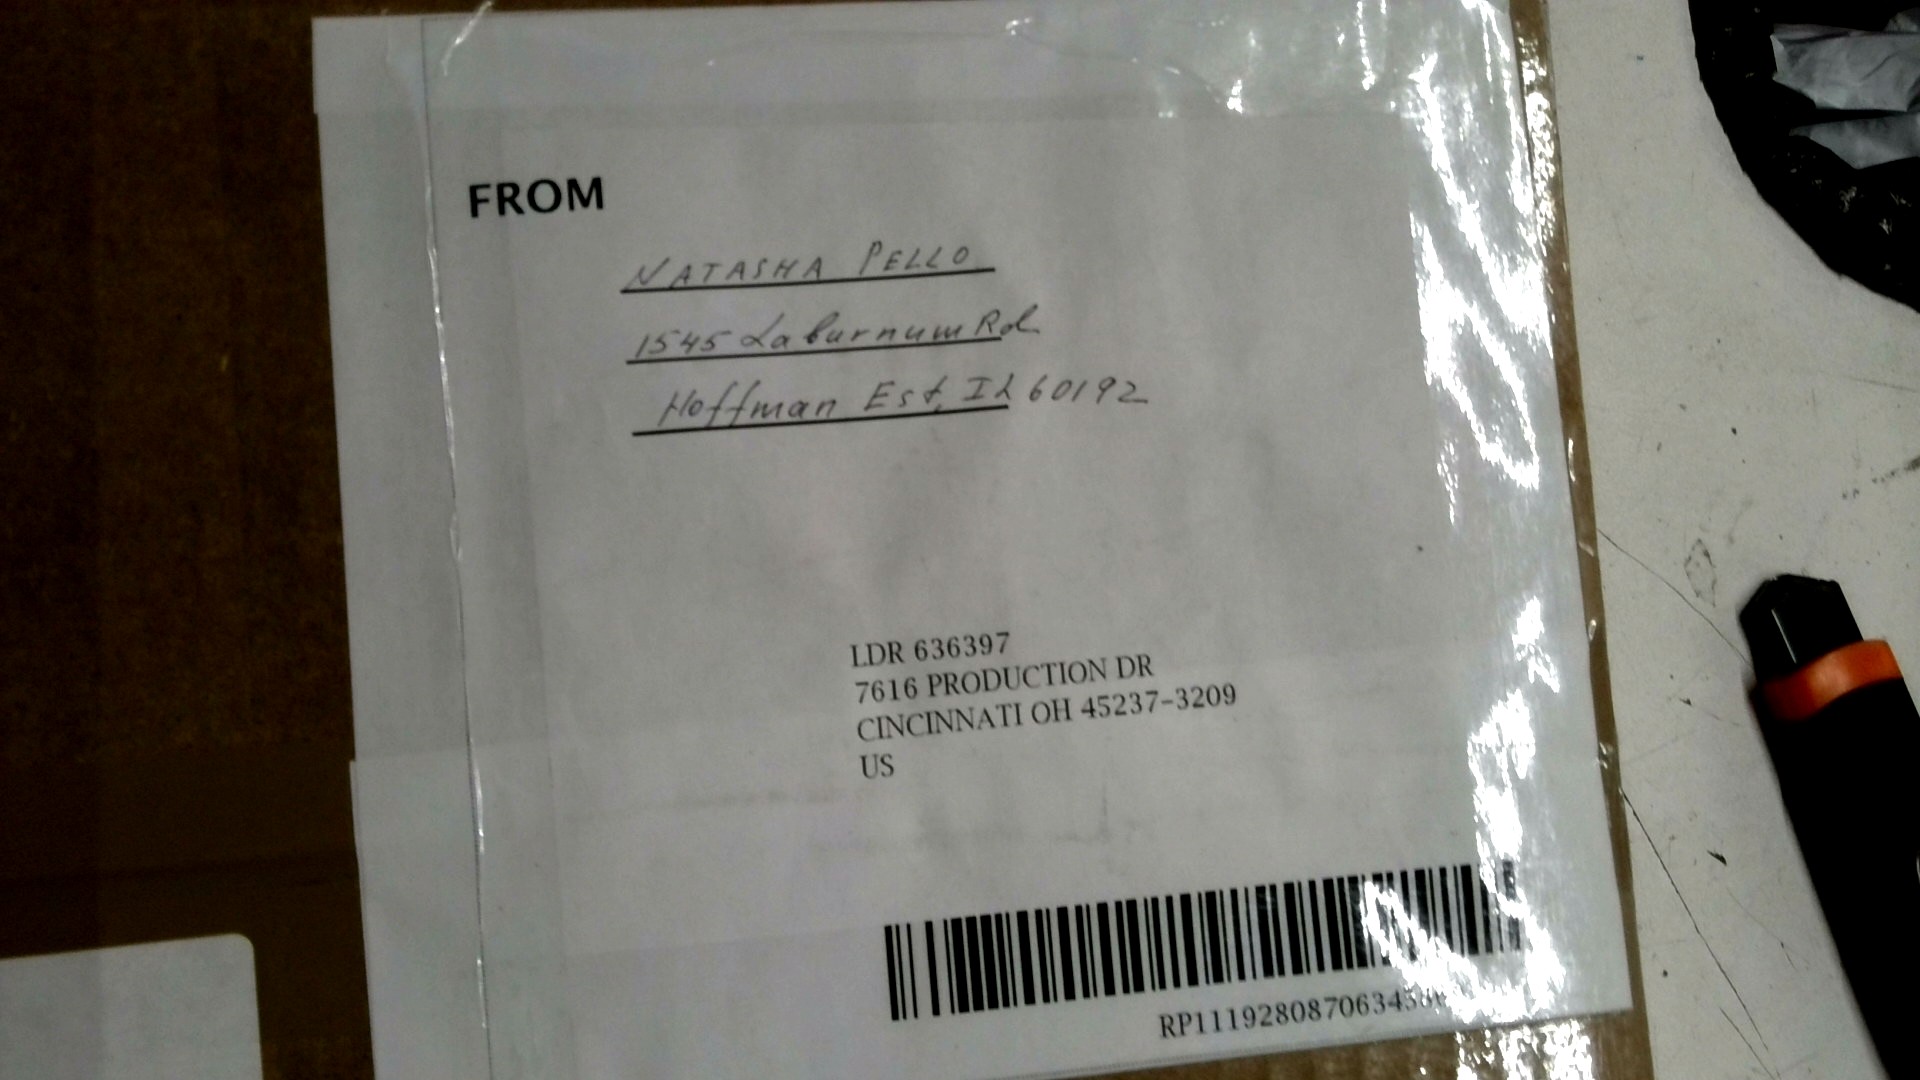 FROM
NATASHA PELLO
1545 Laburnum Rd
Hoffman Est, IL 60192
LDR 636397
7616 PRODUCTION DR
CINCINNATI OH 45237-3209
US